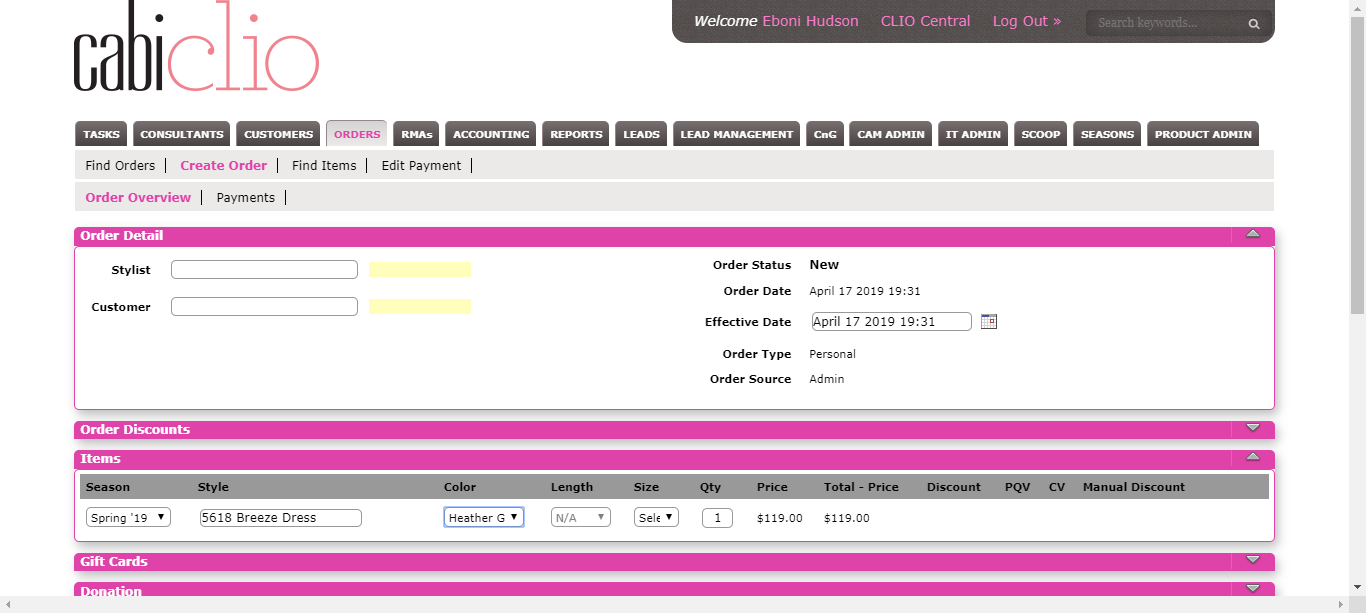 cabiclio
Welcome Eboni Hudson CLIO Central Log Out »
Search keywords...
TASKS CONSULTANTS CUSTOMERS ORDERS RMAs ACCOUNTING REPORTS LEADS LEAD MANAGEMENT CnG CAM ADMIN IT ADMIN SCOOP SEASONS PRODUCT ADMIN
Find Orders Create Order Find Items Edit Payment
Order Overview Payments
Order Detail
Stylist
Customer
Order Status New
Order Date April 17 2019 19:31
Effective Date April 17 2019 19:31
Order Type Personal
Order Source Admin
Order Discounts
Items
Season Style Color Length Size Qty Price Total - Price Discount PQV CV Manual Discount
Spring '19 5618 Breeze Dress Heather G N/A Sele 1 $119.00 $119.00
Gift Cards
Donation